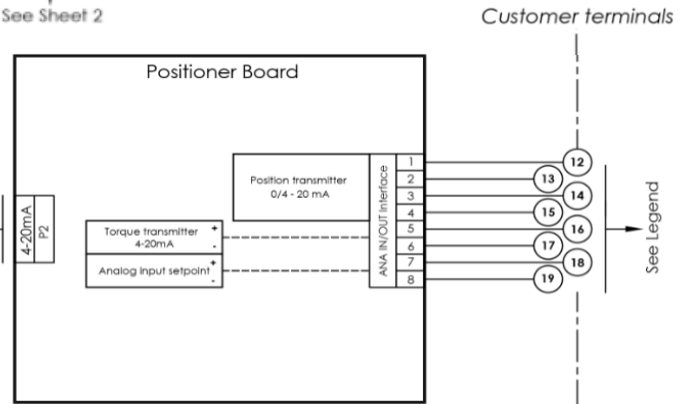 See Sheet 2
Customer terminals
Positioner Board
Position transmitter
0/4 - 20 mA
ANA IN/OUT Interface
1
2
3
4
5
6
7
8
12
13
14
15
16
17
18
19
See Legend
4-20mA
P2
Torque transmitter +
4-20mA -
Analog Input setpoint +
-